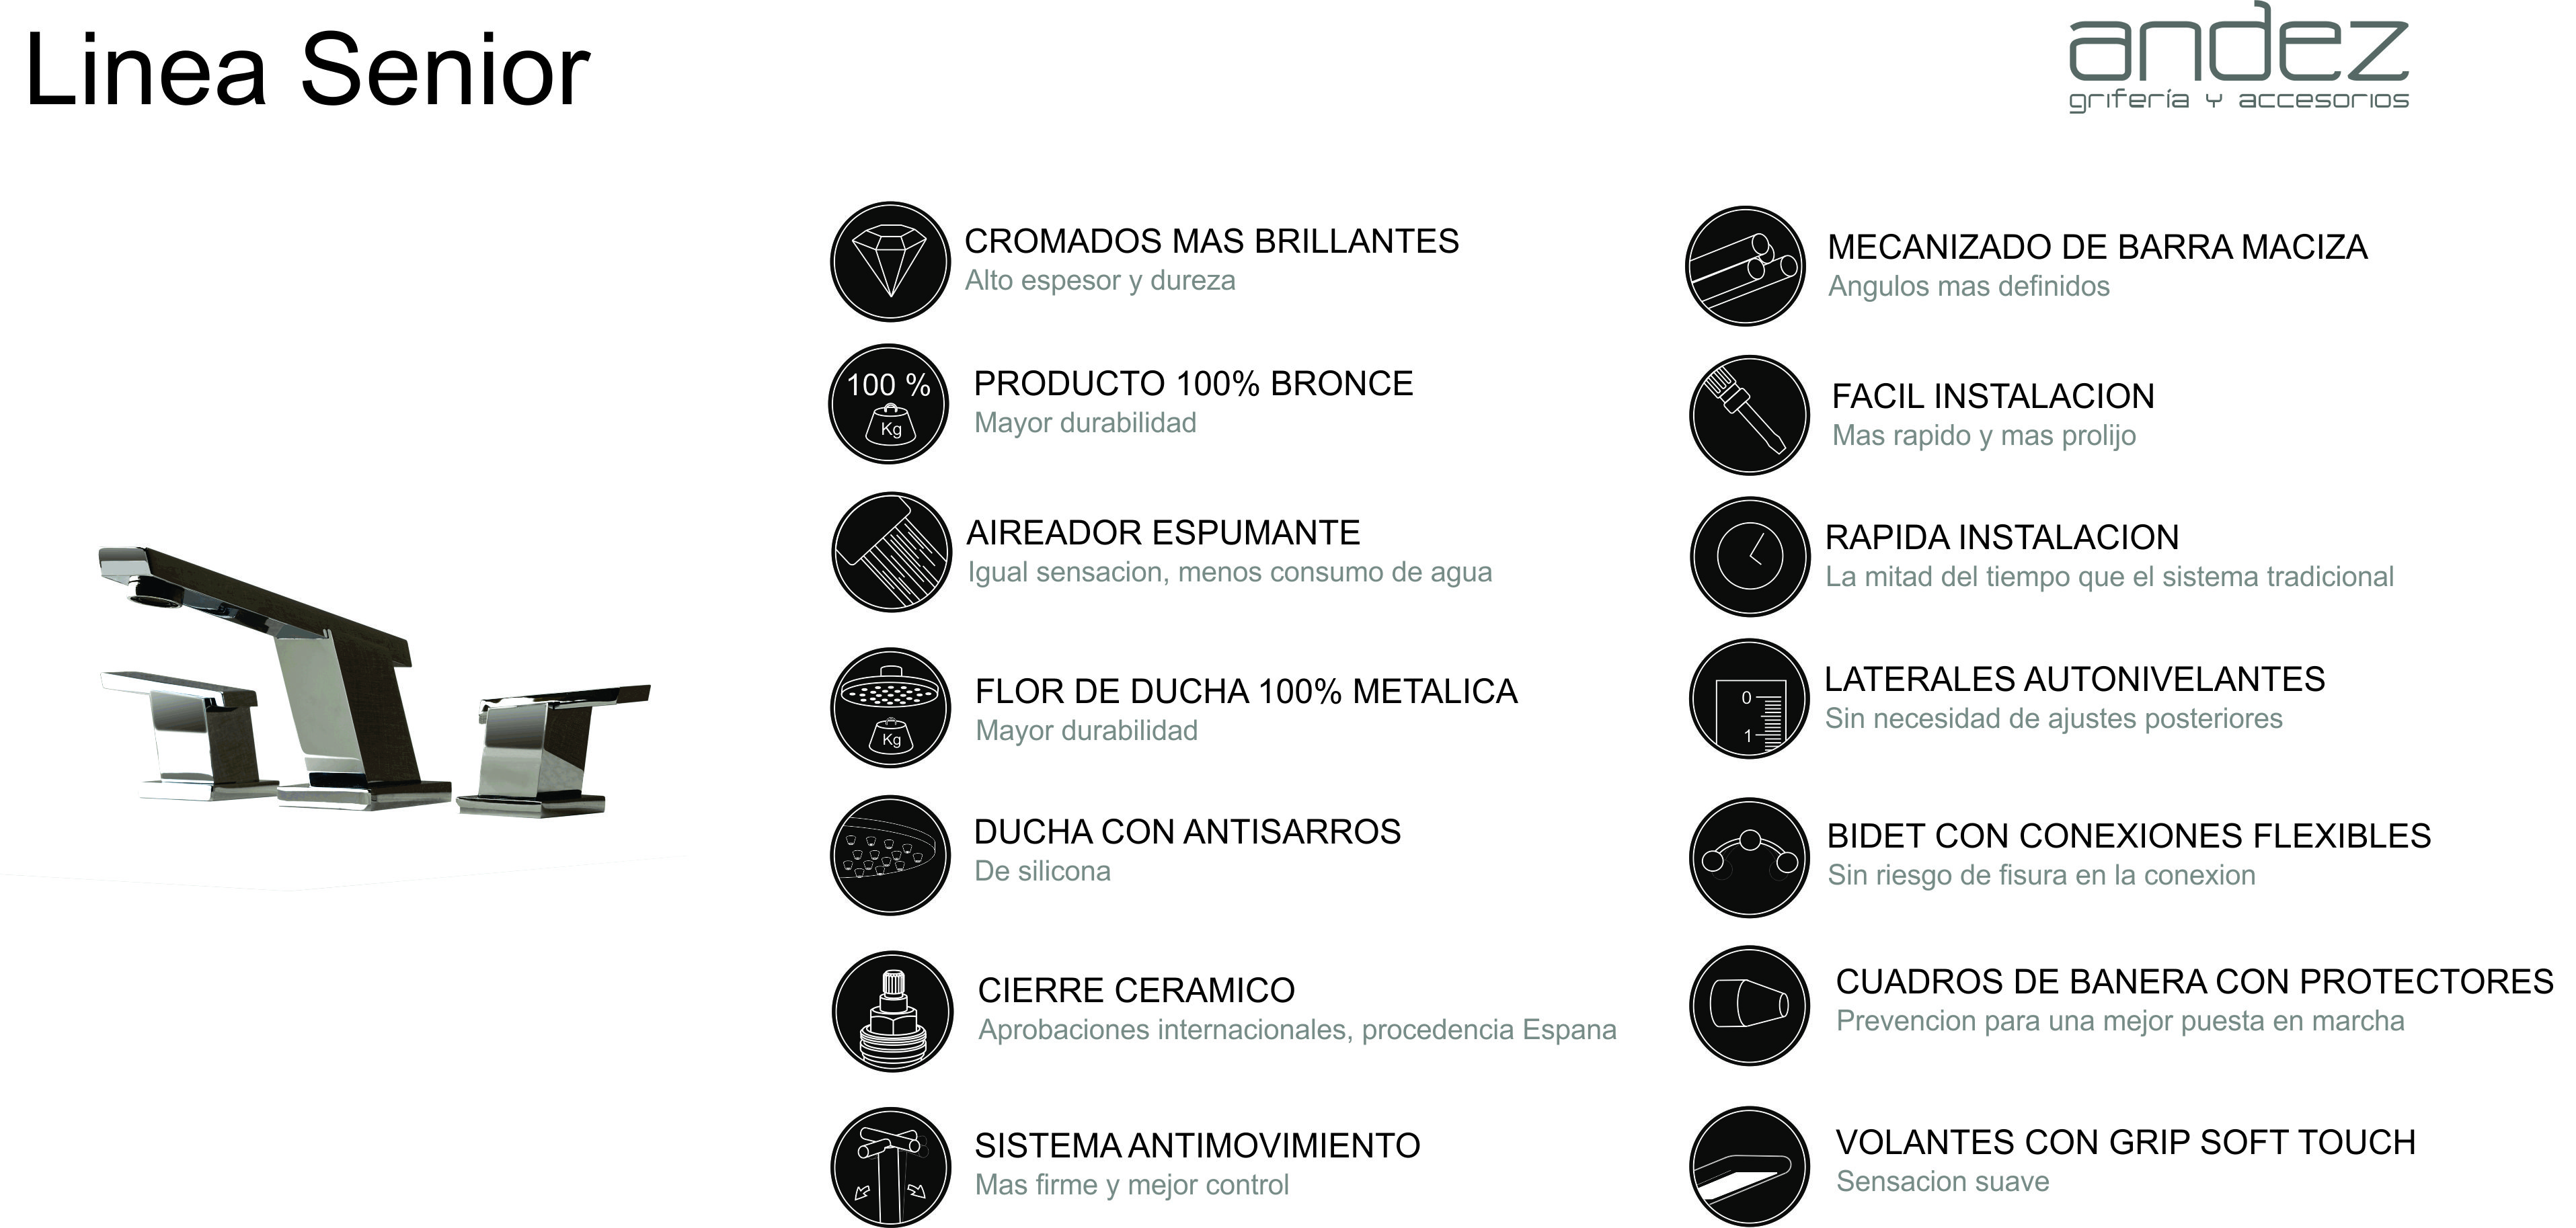 Linea Senior
andez
grifería y accesorios
CROMADOS MAS BRILLANTES
Alto espesor y dureza
100 %
Kg
PRODUCTO 100% BRONCE
Mayor durabilidad
AIREADOR ESPUMANTE
Igual sensacion, menos consumo de agua
Kg
FLOR DE DUCHA 100% METALICA
Mayor durabilidad
DUCHA CON ANTISARROS
De silicona
CIERRE CERAMICO
Aprobaciones internacionales, procedencia Espana
SISTEMA ANTIMOVIMIENTO
Mas firme y mejor control
MECANIZADO DE BARRA MACIZA
Angulos mas definidos
FACIL INSTALACION
Mas rapido y mas prolijo
RAPIDA INSTALACION
La mitad del tiempo que el sistema tradicional
0
1
LATERALES AUTONIVELANTES
Sin necesidad de ajustes posteriores
BIDET CON CONEXIONES FLEXIBLES
Sin riesgo de fisura en la conexion
CUADROS DE BANERA CON PROTECTORES
Prevencion para una mejor puesta en marcha
VOLANTES CON GRIP SOFT TOUCH
Sensacion suave